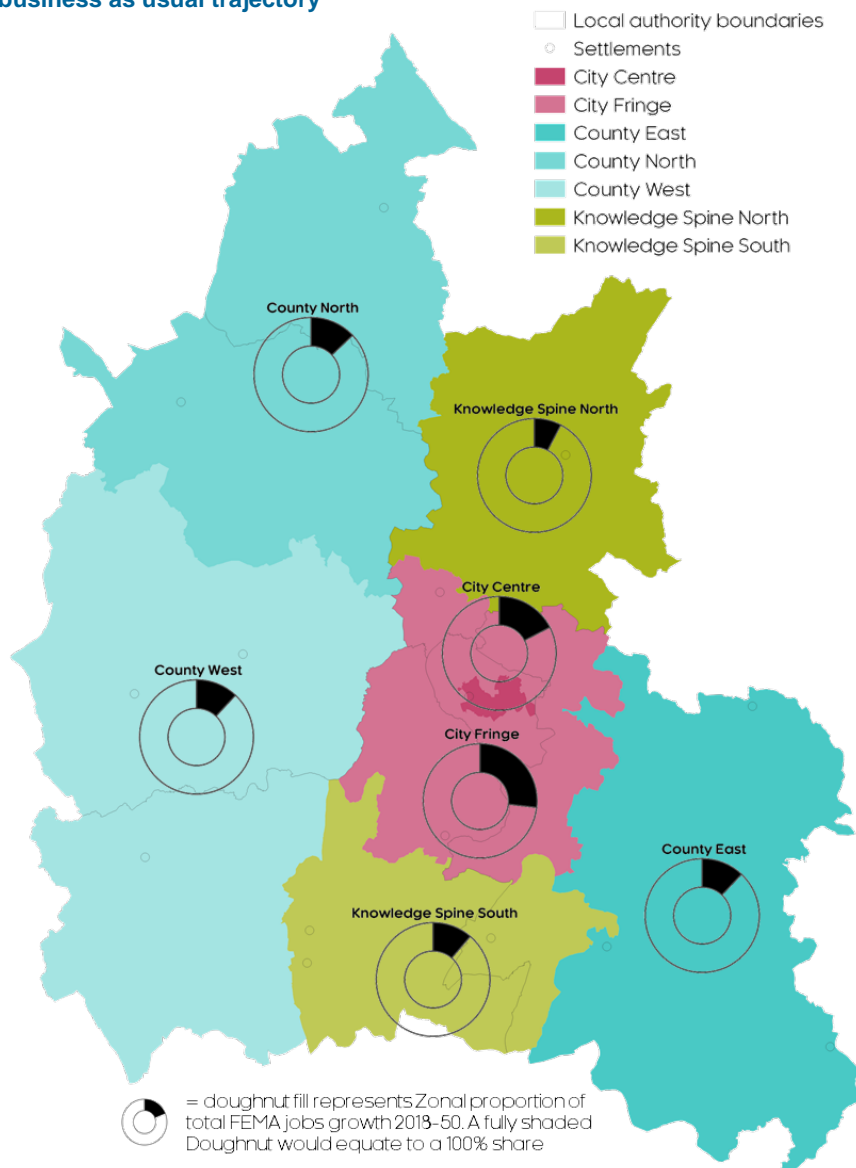 business as usual trajectory
Local authority boundaries
Settlements
City Centre
City Fringe
County East
County North
County West
Knowledge Spine North
Knowledge Spine South
County North
Knowledge Spine North
City Centre
County West
City Fringe
County East
Knowledge Spine South
= doughnut fill represents Zonal proportion of
total FEMA jobs growth 2018-50. A fully shaded
Doughnut would equate to a 100% share